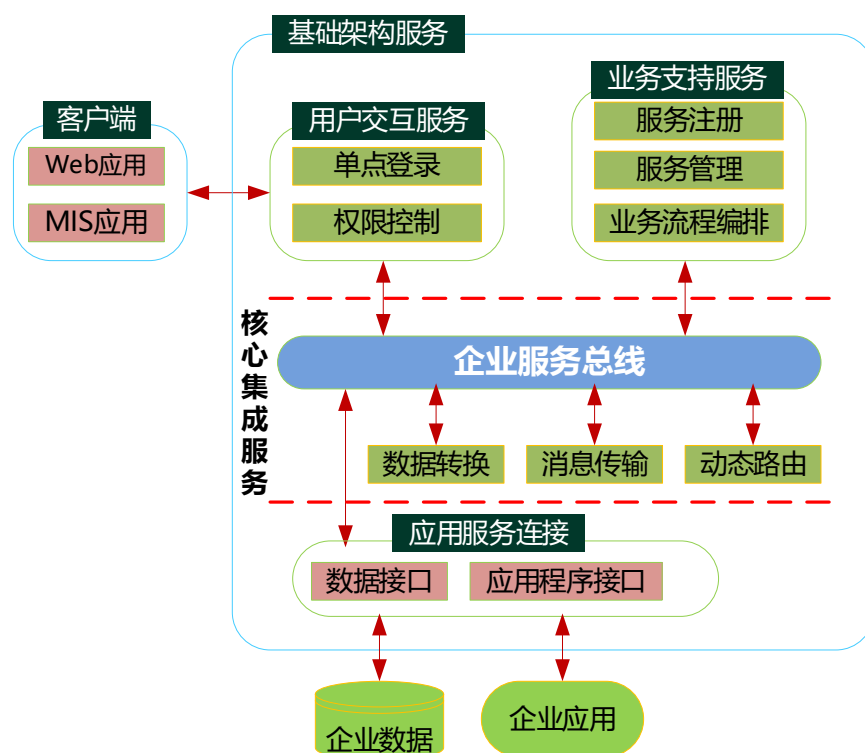 基础架构服务
业务支持服务
客户端
用户交互服务
服务注册
Web应用
单点登录
服务管理
MIS应用
权限控制
业务流程编排
核心集成服务
企业服务总线
数据转换
消息传输
动态路由
应用服务连接
数据接口
应用程序接口
企业数据
企业应用